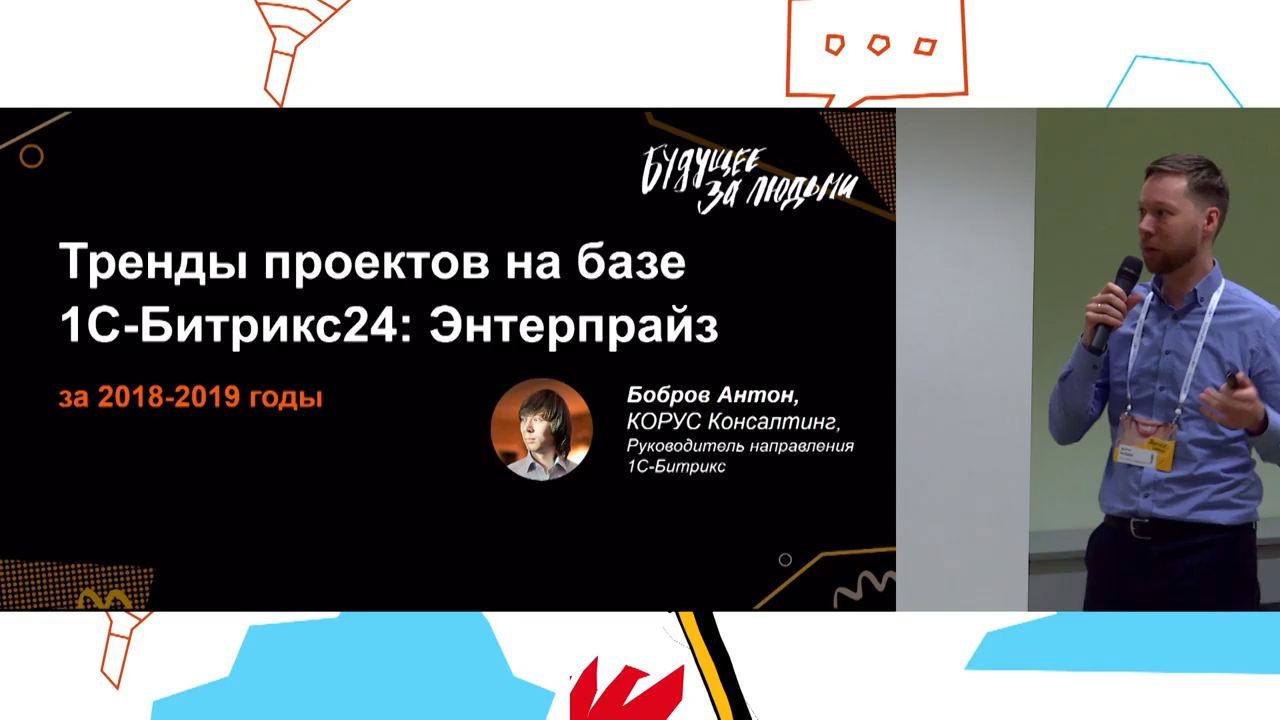 БУДУЩЕЕ
ЗА ЛЮДЬМИ
Тренды проектов на базе
1С-Битрикс24: Энтерпрайз
за 2018-2019 годы
Бобров Антон,
КОРУС Консалтинг,
Руководитель направления
1С-Битрикс